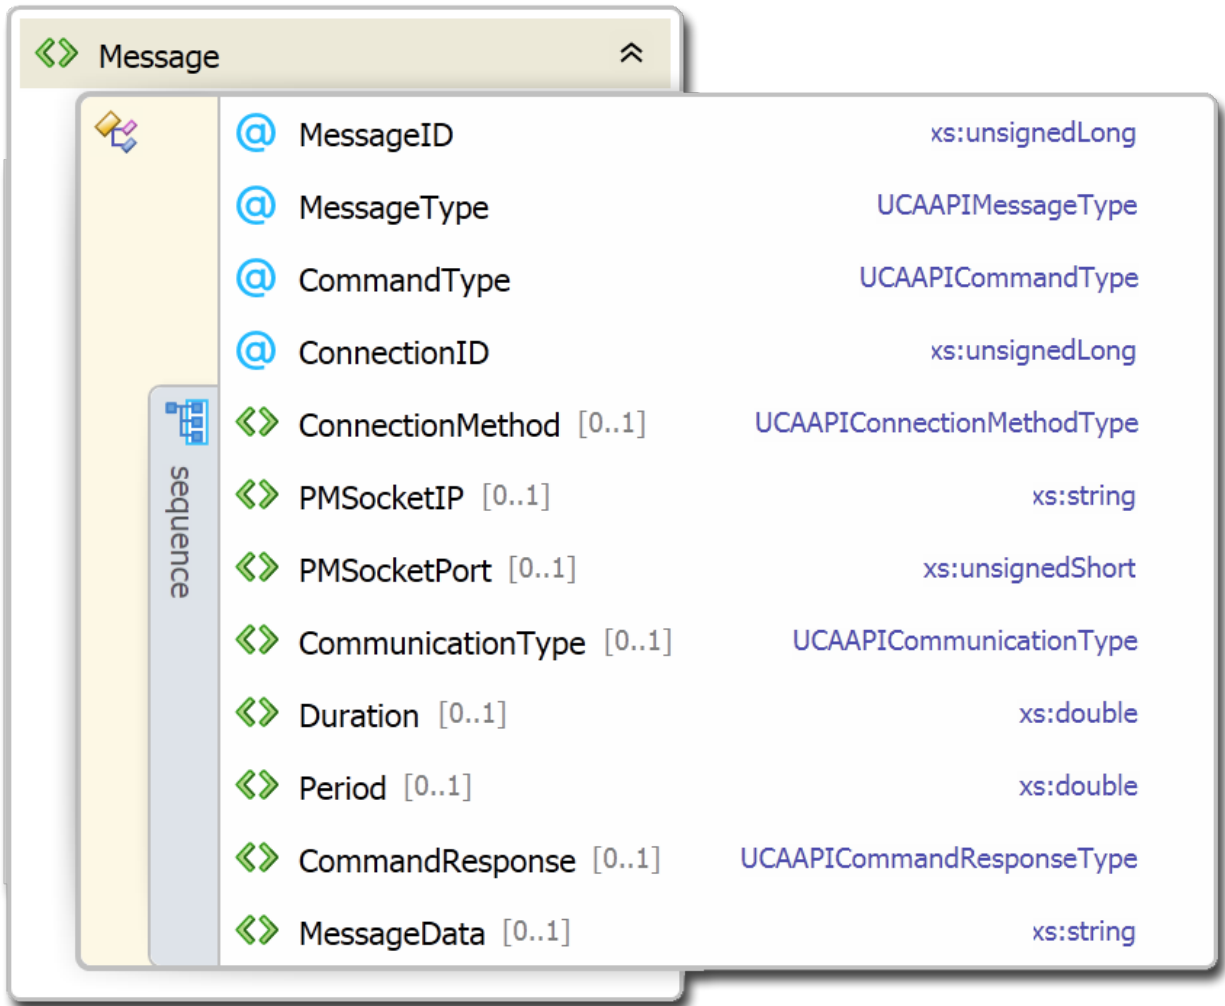 Message
@ MessageID xs:unsignedLong
@ MessageType UCAAPIMessageType
@ CommandType UCAAPICommandType
@ ConnectionID xs:unsignedLong
ConnectionMethod [0..1] UCAAPIConnectionMethodType
PMSocketIP [0..1] xs:string
sequence
PMSocketPort [0..1] xs:unsignedShort
CommunicationType [0..1] UCAAPICommunicationType
Duration [0..1] xs:double
Period [0..1] xs:double
CommandResponse [0..1] UCAAPICommandResponseType
MessageData [0..1] xs:string